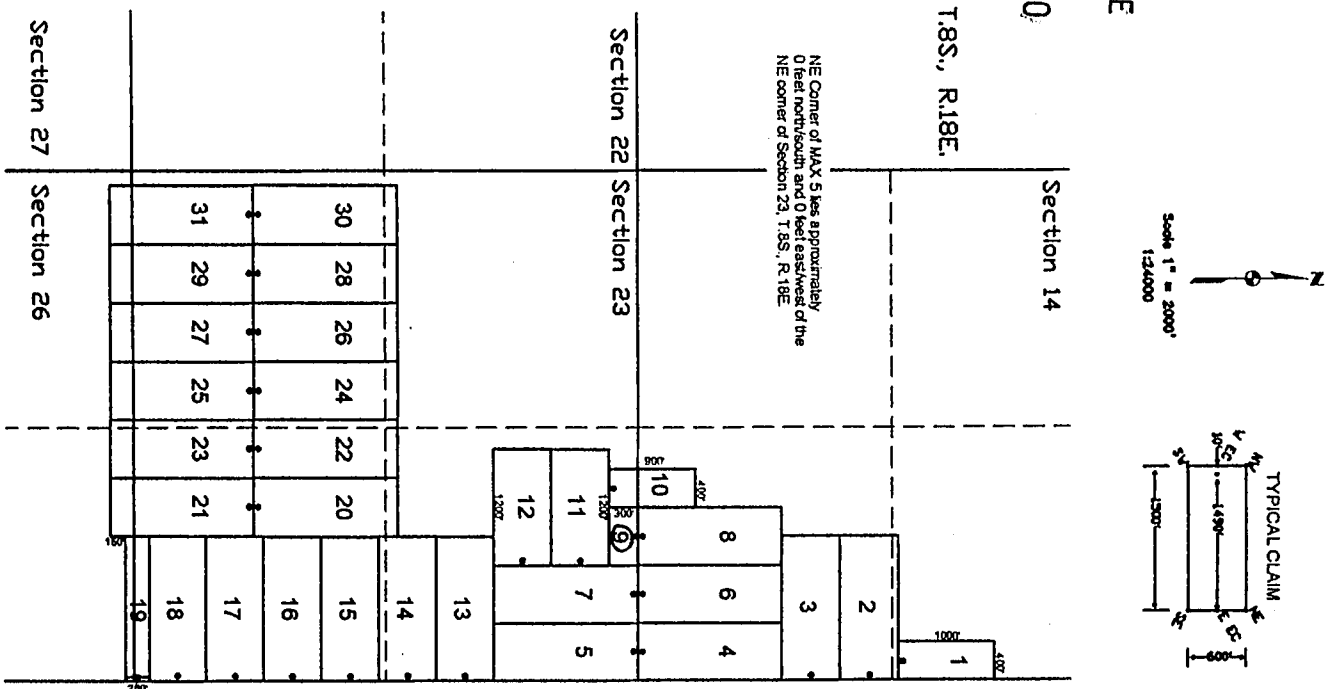 E
0
T.8S., R.18E.
Scale 1" = 2000'
1:24000
N
TYPICAL CLAIM
NW
W EC
10'
SW
1490'
NE
E EC
1500'
600'
Section 14
NE Corner of MAX 5 lies approximately
0 feet north/south and 0 feet east/west of the
NE corner of Section 23, T.8S., R.18E.
Section 22
Section 23
Section 27
Section 26
1
1000'
400'
2
3
4
6
8
5
7
9
300'
10
900'
400'
11
1200'
12
1200'
13
14
15
16
17
18
19
150'
30
28
26
24
22
20
31
29
27
25
23
21